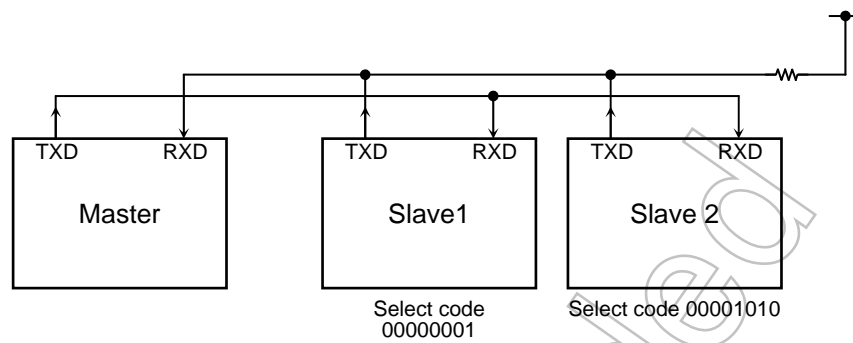 TXD RXD TXD RXD TXD RXD
Master Slave1 Slave 2
Select code
00000001
Select code 00001010